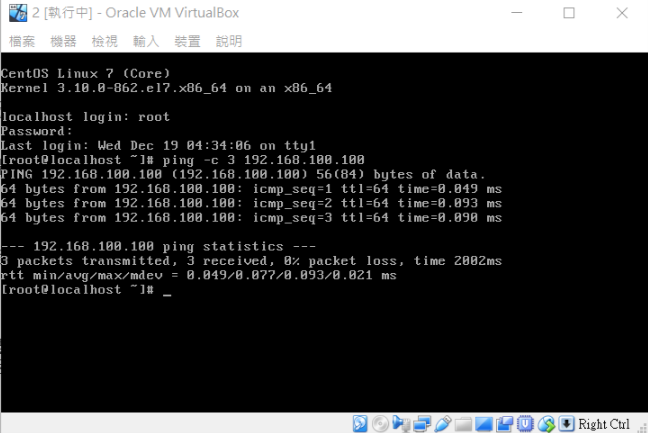 2 [執行中] - Oracle VM VirtualBox
檔案 機器 檢視 輸入 裝置 說明
CentOS Linux 7 (Core)
Kernel 3.10.0-862.el7.x86_64 on an x86_64
localhost login: root
Password:
Last login: Wed Dec 19 04:34:06 on tty1
[root@localhost ~]# ping -c 3 192.168.100.100
PING 192.168.100.100 (192.168.100.100) 56(84) bytes of data.
64 bytes from 192.168.100.100: icmp_seq=1 ttl=64 time=0.049 ms
64 bytes from 192.168.100.100: icmp_seq=2 ttl=64 time=0.093 ms
64 bytes from 192.168.100.100: icmp_seq=3 ttl=64 time=0.090 ms
--- 192.168.100.100 ping statistics ---
3 packets transmitted, 3 received, 0% packet loss, time 2002ms
rtt min/avg/max/mdev = 0.049/0.077/0.093/0.021 ms
[root@localhost ~]# _
Right Ctrl